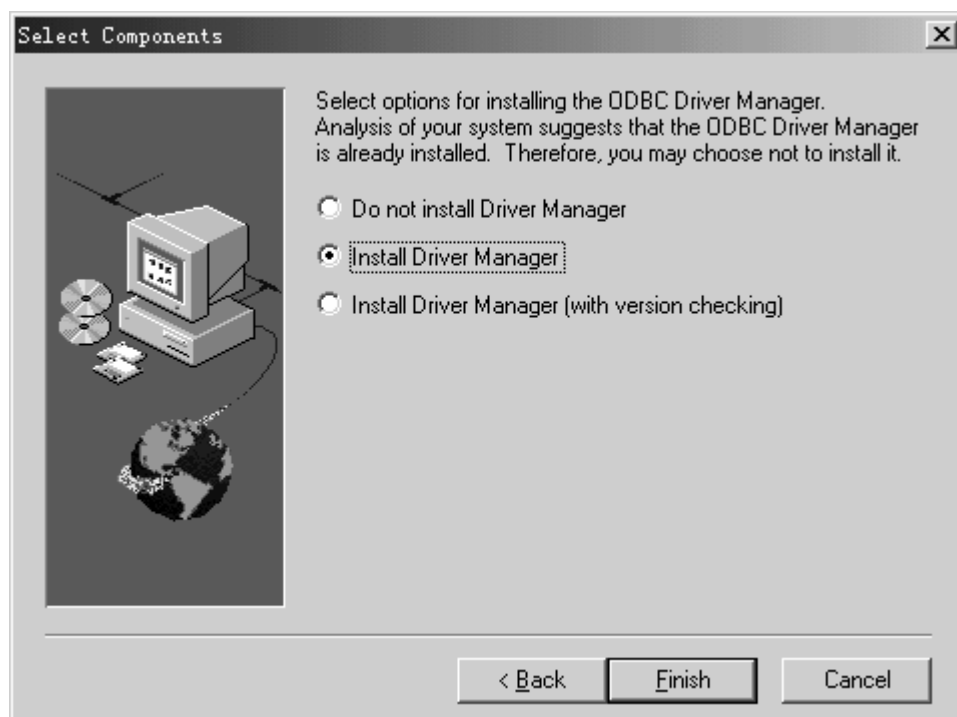 Select Components
Select options for installing the ODBC Driver Manager.
Analysis of your system suggests that the ODBC Driver Manager
is already installed.  Therefore, you may choose not to install it.
Do not install Driver Manager
Install Driver Manager
Install Driver Manager (with version checking)
< Back
Finish
Cancel